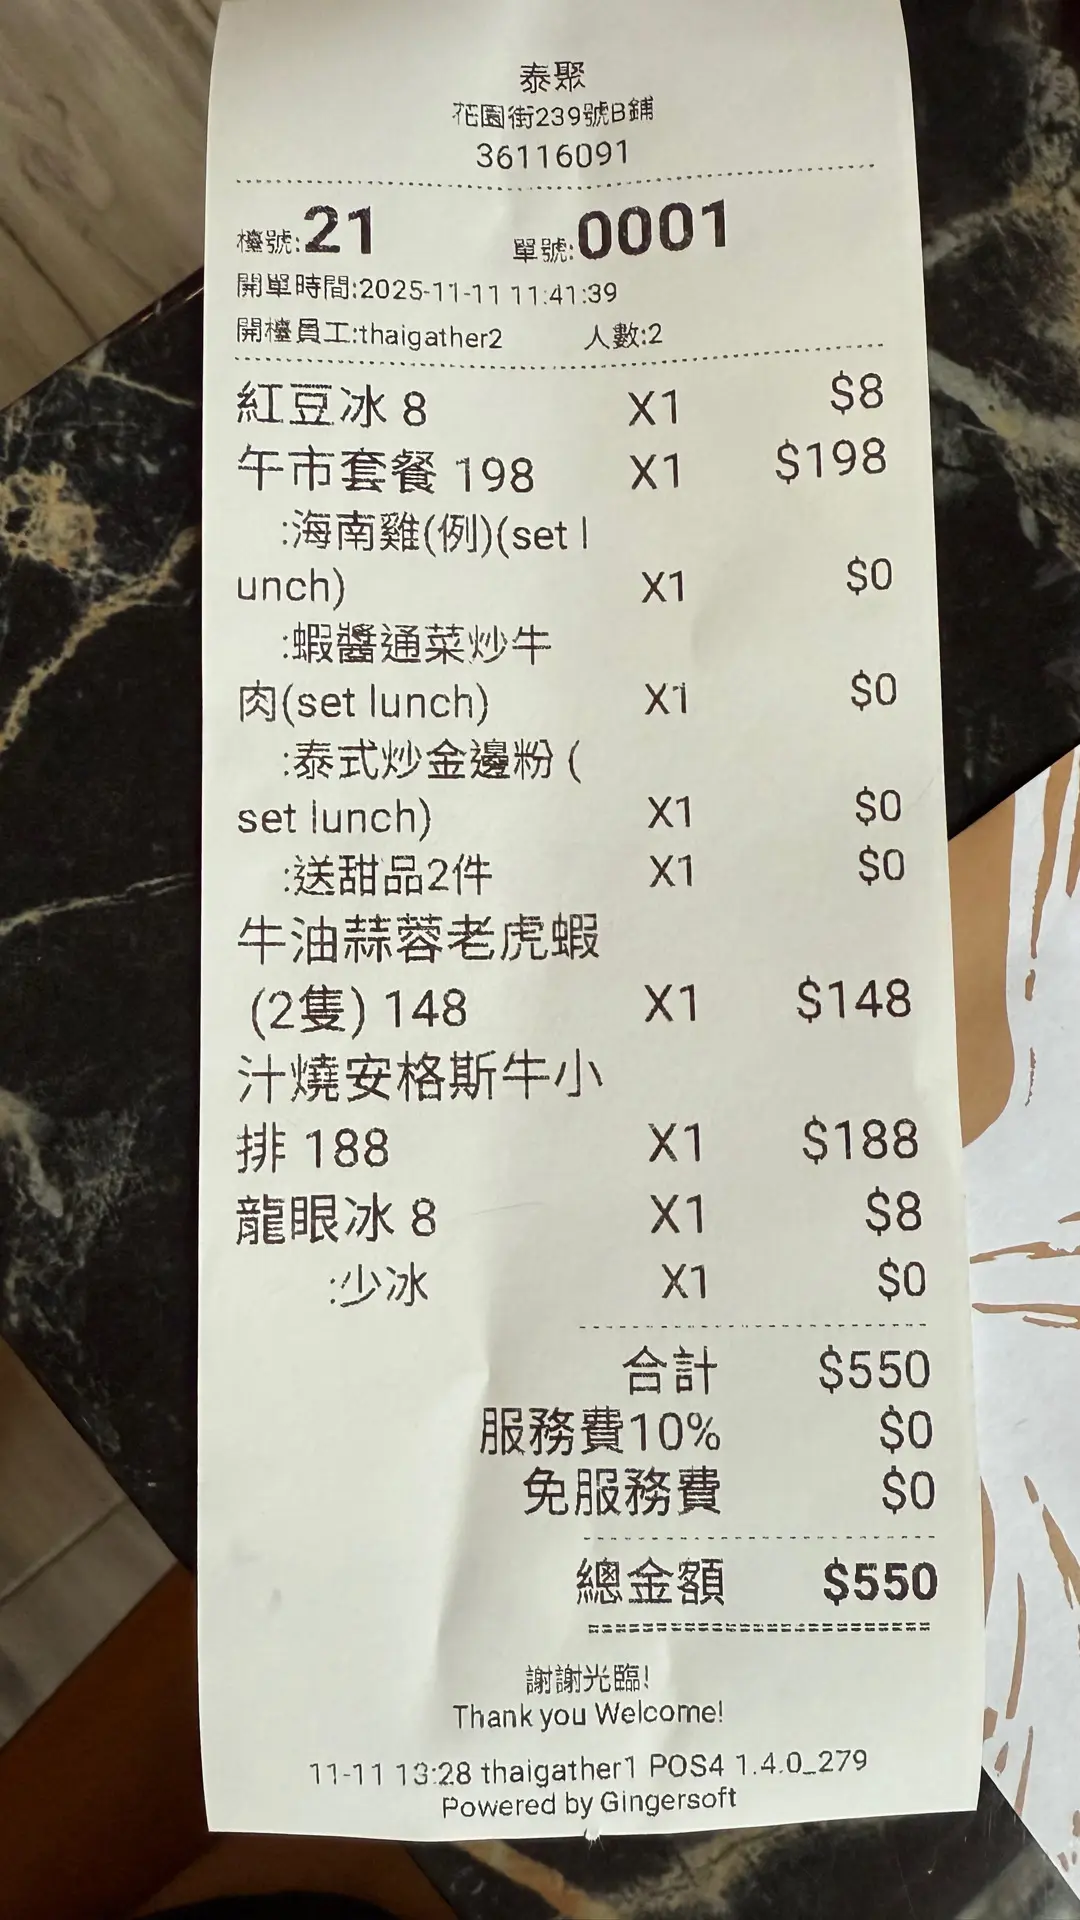 泰聚
花園街239號B鋪
36116091
檯號:21 單號:0001
開單時間:2025-11-11 11:41:39
開檯員工:thaigather2 人數:2
紅豆冰 8 X1 $8
午市套餐 198 X1 $198
:海南雞(例)(set l
unch) X1 $0
:蝦醬通菜炒牛
肉(set lunch) X1 $0
:泰式炒金邊粉 (
set lunch) X1 $0
:送甜品2件 X1 $0
牛油蒜蓉老虎蝦
(2隻) 148 X1 $148
汁燒安格斯牛小
排 188 X1 $188
龍眼冰 8 X1 $8
:少冰 X1 $0
合計 $550
服務費10% $0
免服務費 $0
總金額 $550
謝謝光臨!
Thank you Welcome!
11-11 13:28 thaigather1 POS4 1.4.0_279
Powered by Gingersoft